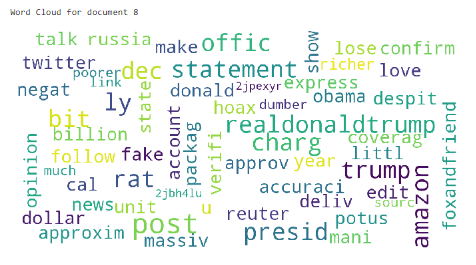 Word Cloud for document 8
talk russia make offic show lose confirm
twitter dec statement richer love
poorer link donald 2jpexyr express
negat ly state hoax dumber obama despit
bit account packag realdonaldtrump foxandfriend
billion verifi charg coverag
opinion follow fake approv year littl trump amazon
much cal rat 2jbh4lu accuraci edit sourc
news unit u deliv
dollar post reuter potus
approxim massiv presid mani